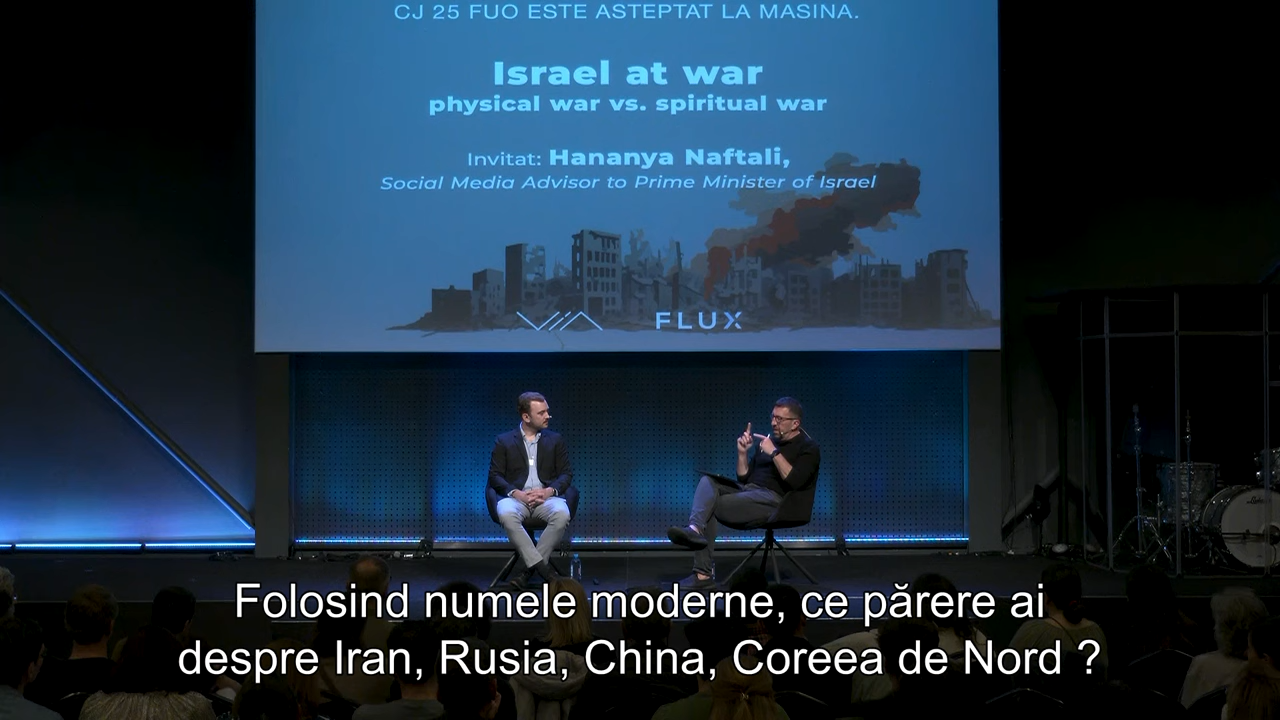 CJ 25 FUO ESTE ASTEPTAT LA MASINA.
Israel at war
physical war vs. spiritual war
Invitat: Hananya Naftali,
Social Media Advisor to Prime Minister of Israel
VIA FLUX
Folosind numele moderne, ce părere ai
despre Iran, Rusia, China, Coreea de Nord ?